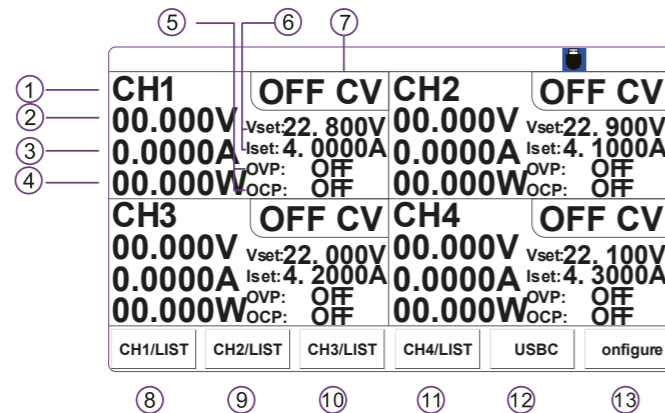 ⑤ ⑥ ⑦
① CH1 OFF CV CH2 OFF CV
② 00.000V Vset:22. 800V 00.000V Vset:22. 900V
③ 0.0000A Iset:4. 0000A 0.0000A Iset:4. 1000A
OVP: OFF OVP: OFF
④ 00.000W OCP: OFF 00.000W OCP: OFF
CH3 OFF CV CH4 OFF CV
00.000V Vset:22. 000V 00.000V Vset:22. 100V
0.0000A Iset:4. 2000A 0.0000A Iset:4. 3000A
OVP: OFF OVP: OFF
00.000W OCP: OFF 00.000W OCP: OFF
CH1/LIST CH2/LIST CH3/LIST CH4/LIST USBC onfigure
⑧ ⑨ ⑩ ⑪ ⑫ ⑬